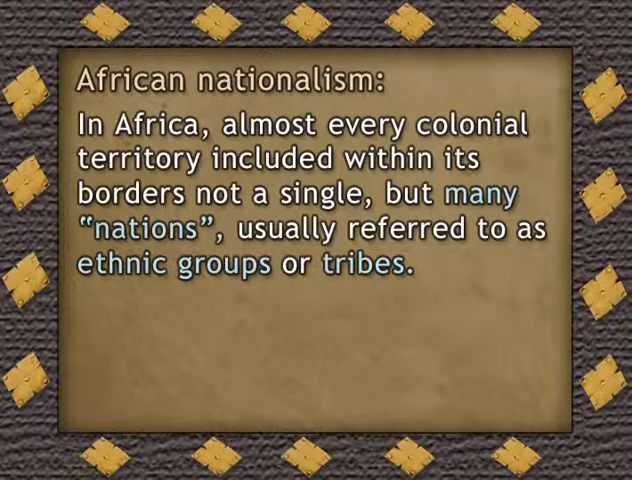 African nationalism:
In Africa, almost every colonial
territory included within its
borders not a single, but many
“nations”, usually referred to as
ethnic groups or tribes.